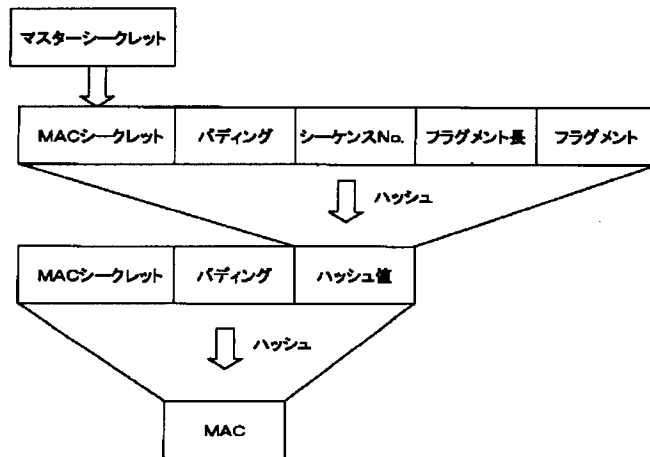 マスターシークレット
MACシークレット パディング シーケンスNo. フラグメント長 フラグメント
ハッシュ
MACシークレット パディング ハッシュ値
ハッシュ
MAC